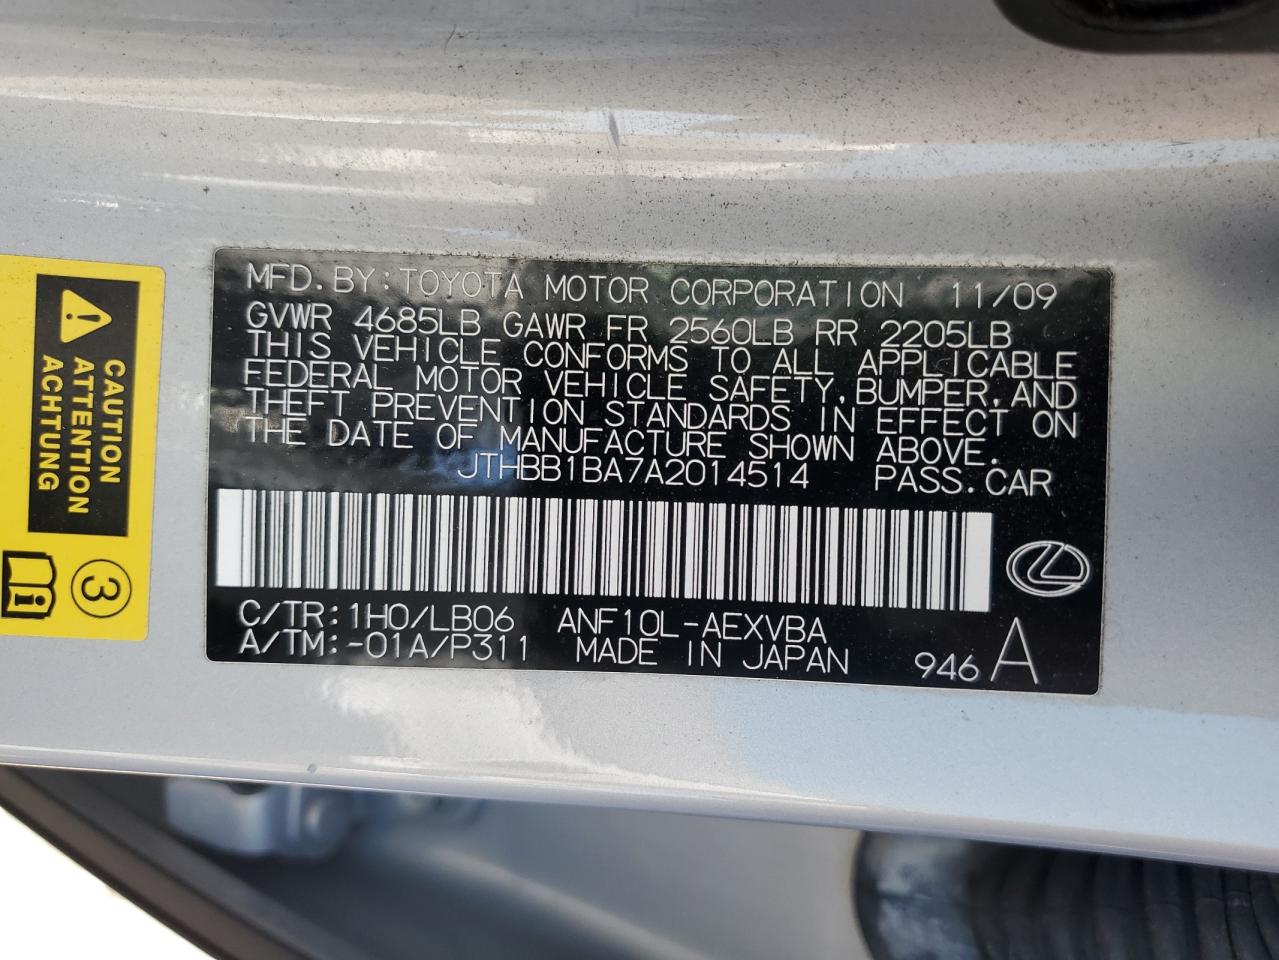 MFD. BY: TOYOTA MOTOR CORPORATION 11/09
GVWR 4685LB GAWR FR 2560LB RR 2205LB
THIS VEHICLE CONFORMS TO ALL APPLICABLE
FEDERAL MOTOR VEHICLE SAFETY, BUMPER, AND
THEFT PREVENTION STANDARDS IN EFFECT ON
THE DATE OF MANUFACTURE SHOWN ABOVE.
JTHBB1BA7A2014514 PASS. CAR
C/TR: 1H0/LB06 ANF10L-AEXVBA
A/TM: -01A/P311 MADE IN JAPAN 946 A
CAUTION
ATTENTION
ACHTUNG
3